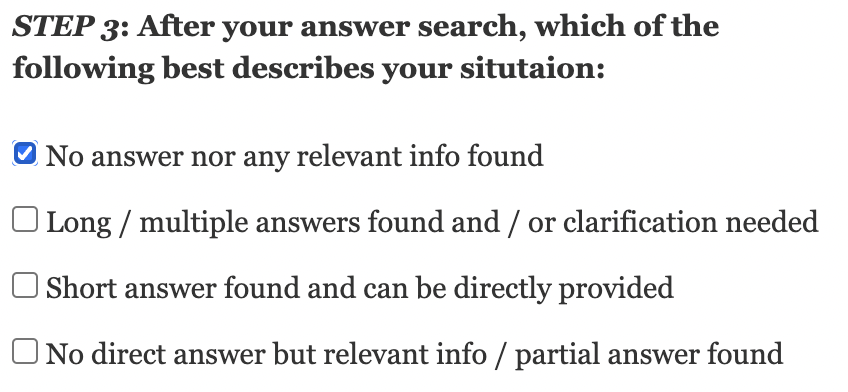 STEP 3: After your answer search, which of the
following best describes your situtaion:
No answer nor any relevant info found
Long / multiple answers found and / or clarification needed
Short answer found and can be directly provided
No direct answer but relevant info / partial answer found